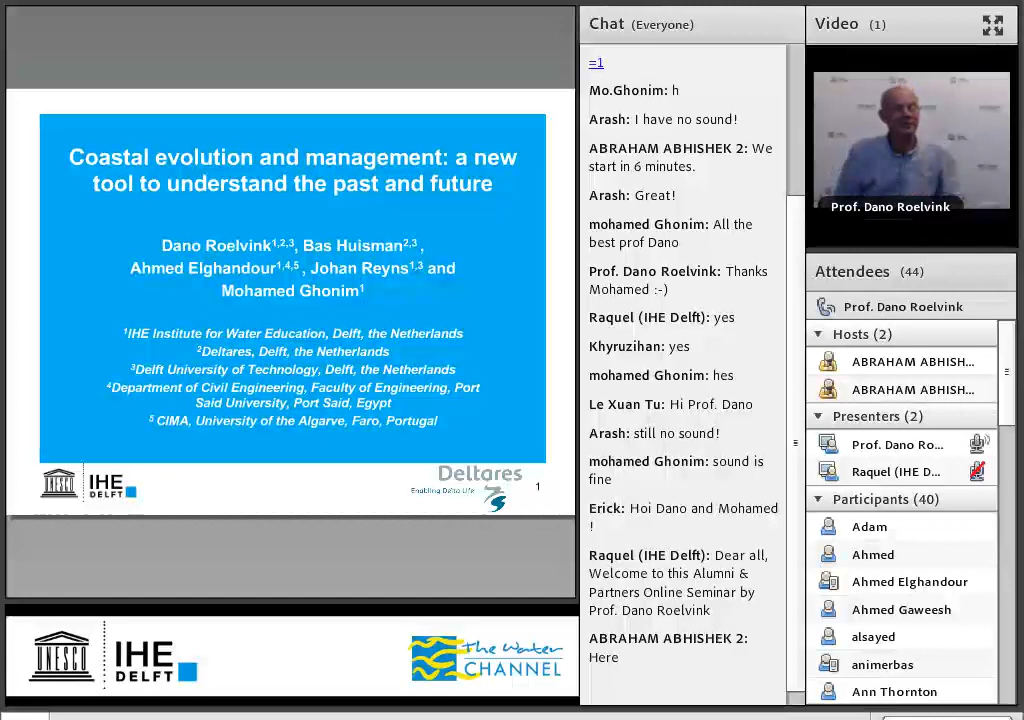 Coastal evolution and management: a new
tool to understand the past and future
Dano Roelvink1,2,3, Bas Huisman2,3 ,
Ahmed Elghandour1,4,5 , Johan Reyns1,3 and
Mohamed Ghonim1
1IHE Institute for Water Education, Delft, the Netherlands
2Deltares, Delft, the Netherlands
3Delft University of Technology, Delft, the Netherlands
4Department of Civil Engineering, Faculty of Engineering, Port
Said University, Port Said, Egypt
5 CIMA, University of the Algarve, Faro, Portugal
UNESCO
IHE
DELFT
Deltares
Enabling Delta Life
1
UNESCO
IHE
DELFT
the Water
CHANNEL
Chat (Everyone)
=1
Mo.Ghonim: h
Arash: I have no sound!
ABRAHAM ABHISHEK 2: We
start in 6 minutes.
Arash: Great!
mohamed Ghonim: All the
best prof Dano
Prof. Dano Roelvink: Thanks
Mohamed :-)
Raquel (IHE Delft): yes
Khyruzihan: yes
mohamed Ghonim: hes
Le Xuan Tu: Hi Prof. Dano
Arash: still no sound!
mohamed Ghonim: sound is
fine
Erick: Hoi Dano and Mohamed
!
Raquel (IHE Delft): Dear all,
Welcome to this Alumni &
Partners Online Seminar by
Prof. Dano Roelvink
ABRAHAM ABHISHEK 2:
Here
Video (1)
Prof. Dano Roelvink
Attendees (44)
Prof. Dano Roelvink
Hosts (2)
ABRAHAM ABHISH...
ABRAHAM ABHISH...
Presenters (2)
Prof. Dano Ro...
Raquel (IHE D...
Participants (40)
Adam
Ahmed
Ahmed Elghandour
Ahmed Gaweesh
alsayed
animerbas
Ann Thornton